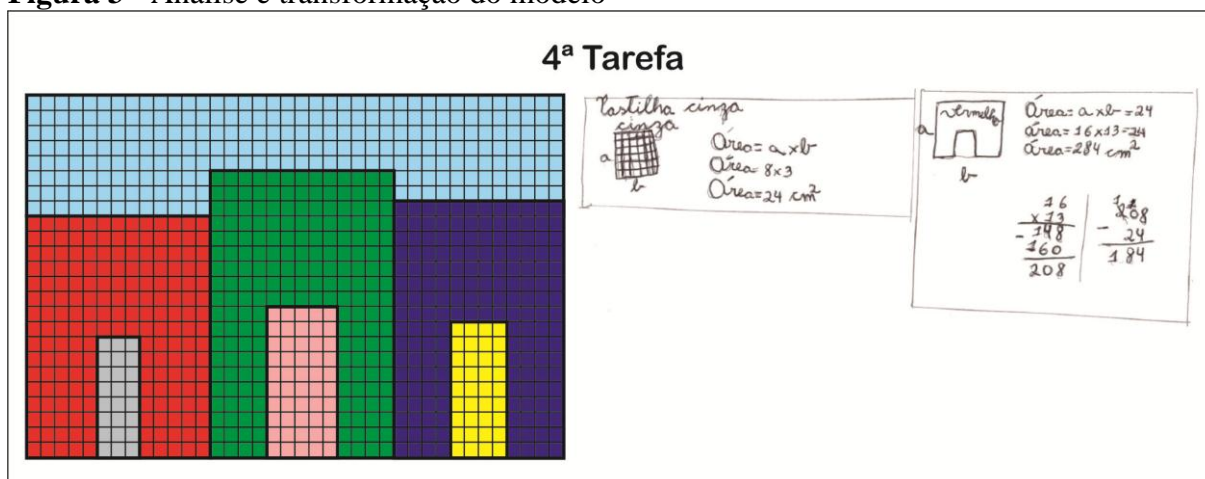 Figura 3 - Análise e transformação do modelo
4ª Tarefa
Pastilha cinza
cinza
a
b
Área = a x b
Área = 8x3
Área = 24 cm²
vermelho
a
b
Área = a x b - = 24
Área = 16 x 13 = 24
Área = 284 cm²
16
x 13
- 148
160
208
208
- 24
184